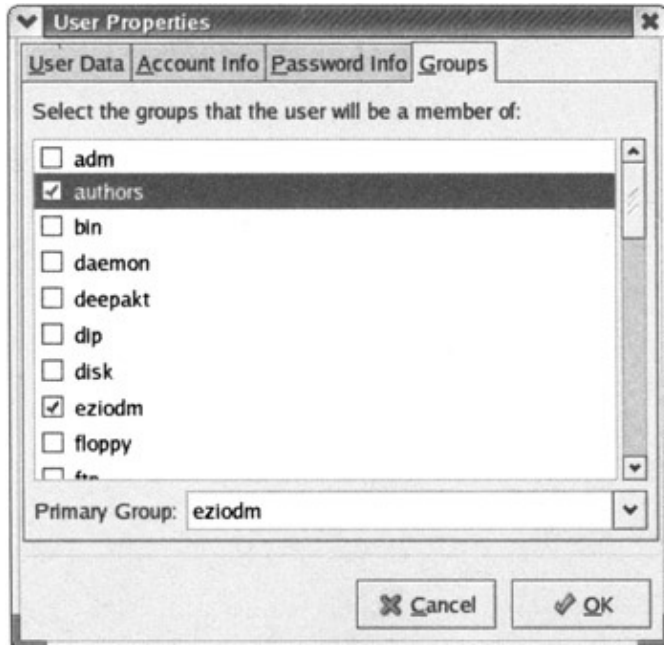 User Properties
User Data Account Info Password Info Groups
Select the groups that the user will be a member of:
adm
authors
bin
daemon
deepakt
dip
disk
eziodm
floppy
ftp
Primary Group: eziodm
Cancel OK